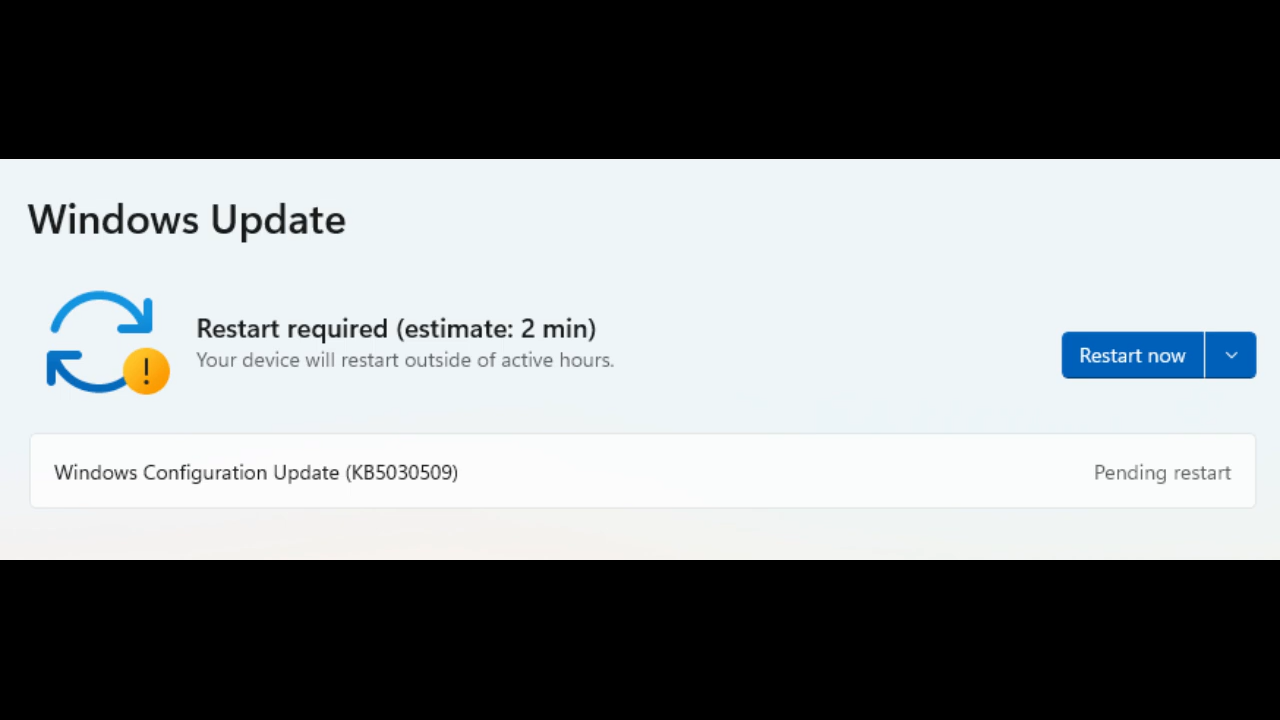 Windows Update
Restart required (estimate: 2 min)
Your device will restart outside of active hours.
Restart now
Windows Configuration Update (KB5030509)
Pending restart